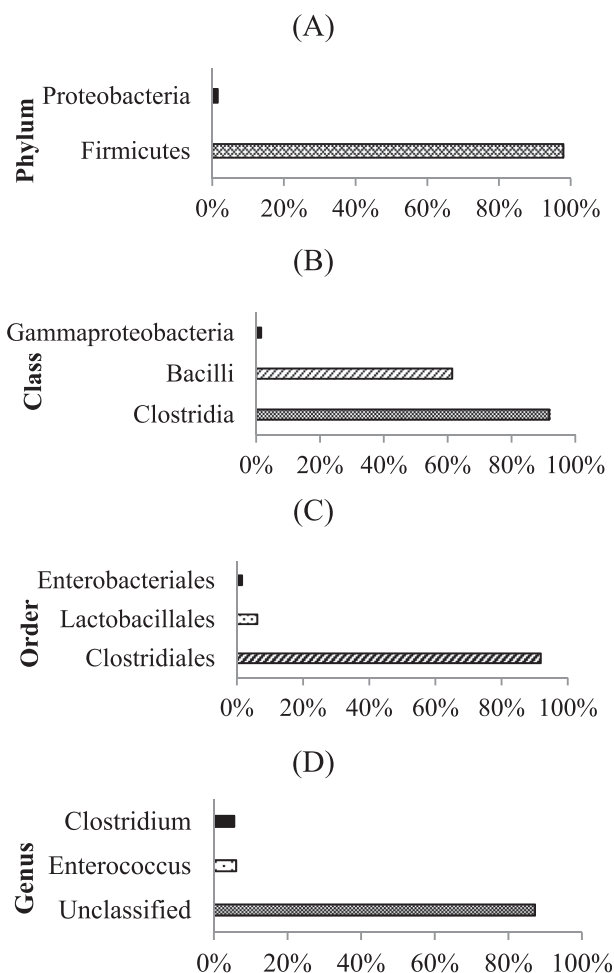 (A)
Phylum
Proteobacteria
Firmicutes
0% 20% 40% 60% 80% 100%
(B)
Class
Gammaproteobacteria
Bacilli
Clostridia
0% 20% 40% 60% 80% 100%
(C)
Order
Enterobacteriales
Lactobacillales
Clostridiales
0% 20% 40% 60% 80% 100%
(D)
Genus
Clostridium
Enterococcus
Unclassified
0% 20% 40% 60% 80% 100%